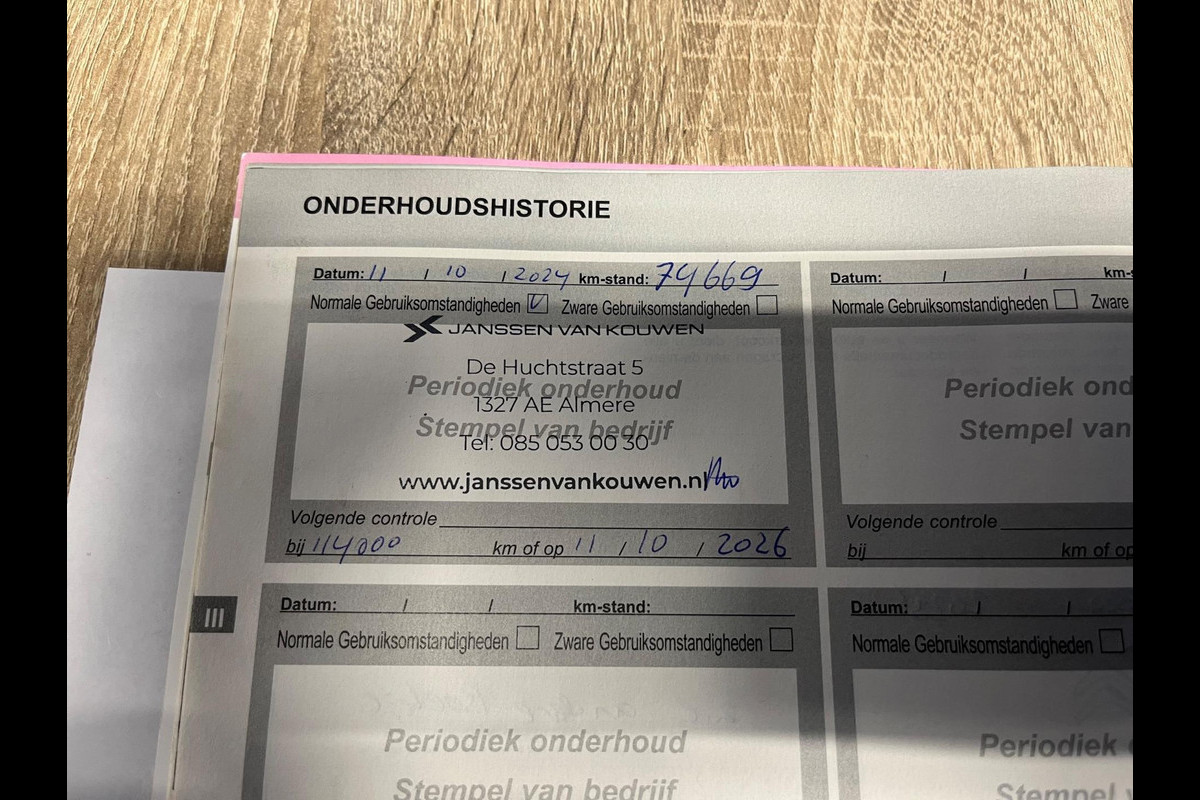 ONDERHOUDSHISTORIE
Datum: 11 / 10 / 2024 km-stand: 74669
Normale Gebruiksomstandigheden V Zware Gebruiksomstandigheden
JANSSEN VAN KOUWEN
De Huchtstraat 5
Periodiek onderhoud
1327 AE Almere
Stempel van bedrijf
Tel: 085 053 00 30
www.janssenvankouwen.nl
Volgende controle
bij 114000 km of op 11 / 10 / 2026
Datum: / / km-s
Normale Gebruiksomstandigheden Zware
Periodiek ond
Stempel van
Volgende controle
bij km of op
III
Datum: / / km-stand:
Normale Gebruiksomstandigheden Zware Gebruiksomstandigheden
Periodiek onderhoud
Stempel van bedrijf
Datum: / /
Normale Gebruiksomstandigheden
Periodiek
Stempel v